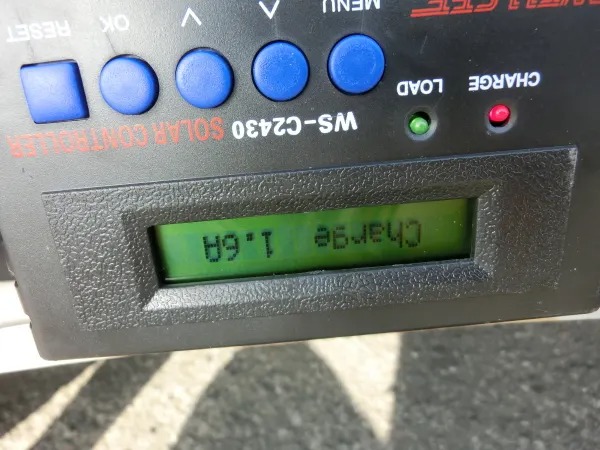 Charge 1.6A
CHARGE LOAD
WS-C2430 SOLAR CONTROLLER
MENU OK RESET